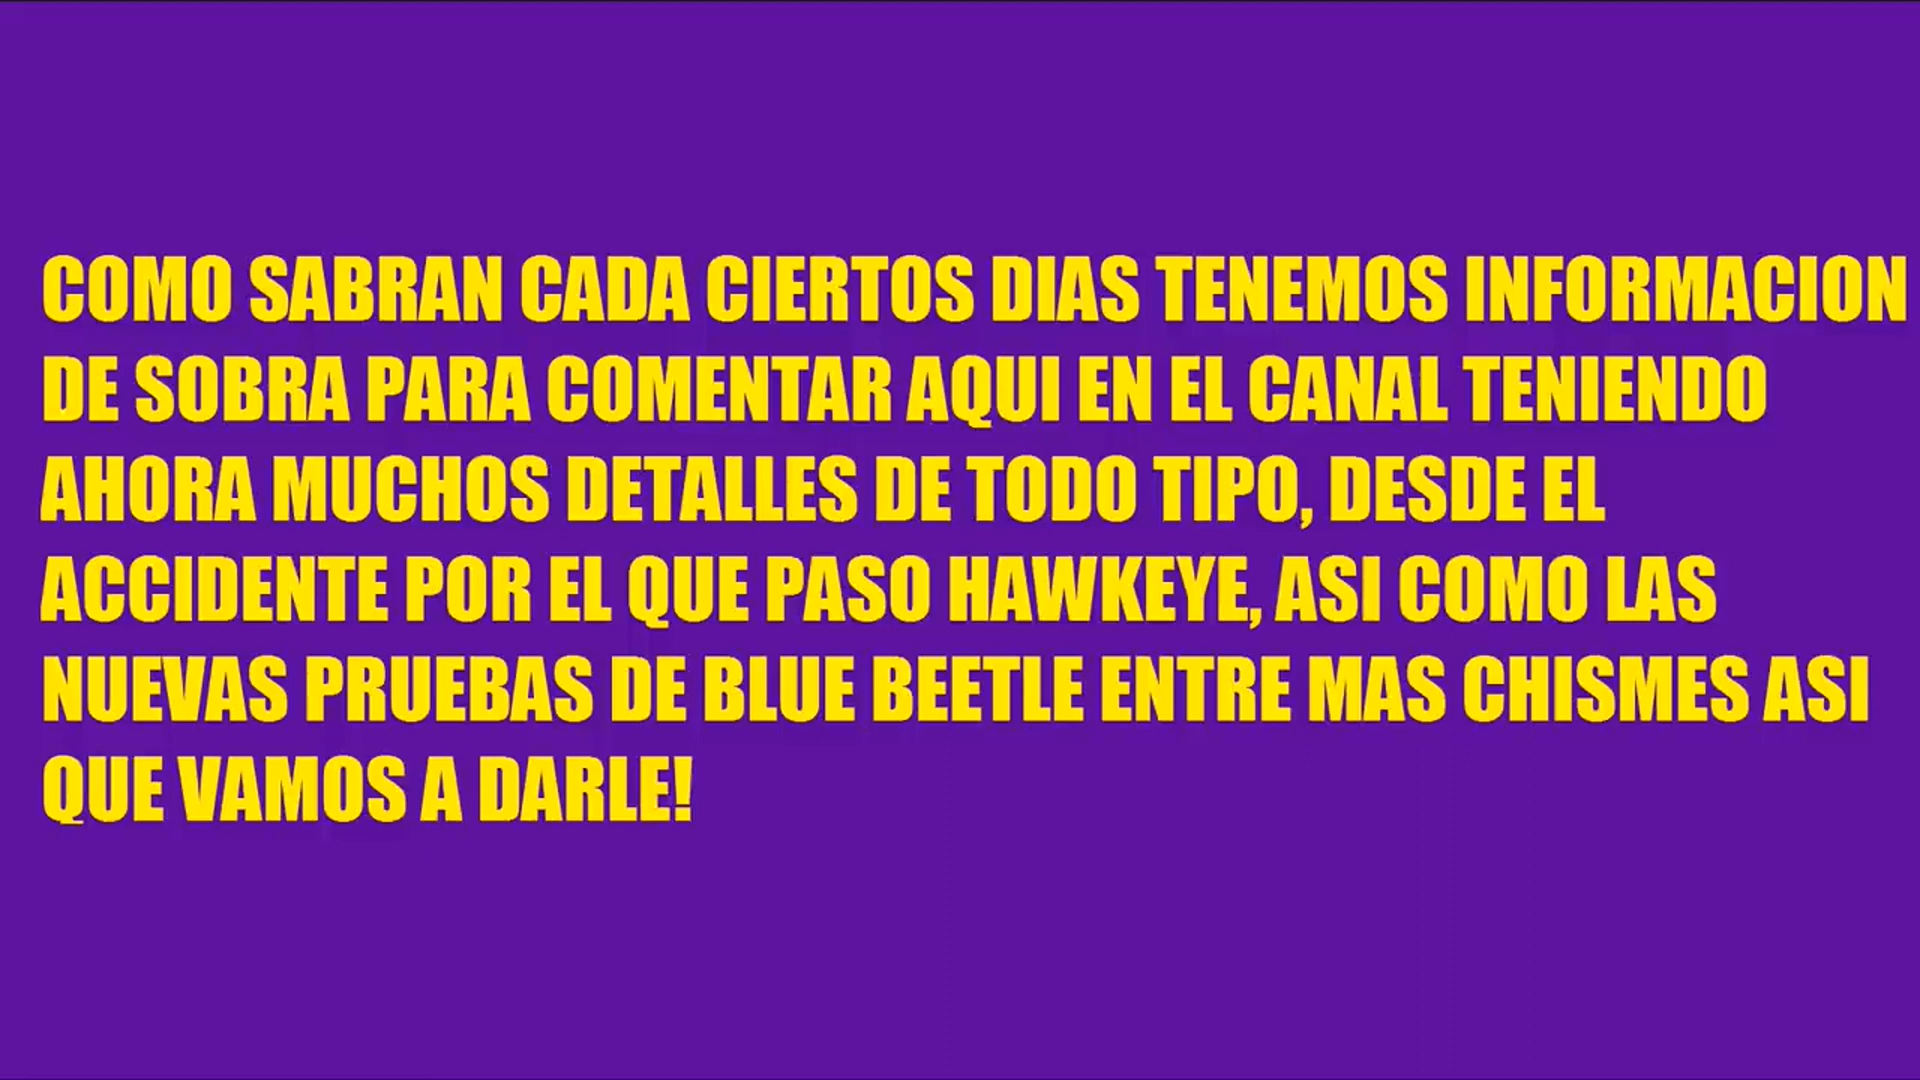 COMO SABRAN CADA CIERTOS DIAS TENEMOS INFORMACION
DE SOBRA PARA COMENTAR AQUI EN EL CANAL TENIENDO
AHORA MUCHOS DETALLES DE TODO TIPO, DESDE EL
ACCIDENTE POR EL QUE PASO HAWKEYE, ASI COMO LAS
NUEVAS PRUEBAS DE BLUE BEETLE ENTRE MAS CHISMES ASI
QUE VAMOS A DARLE!